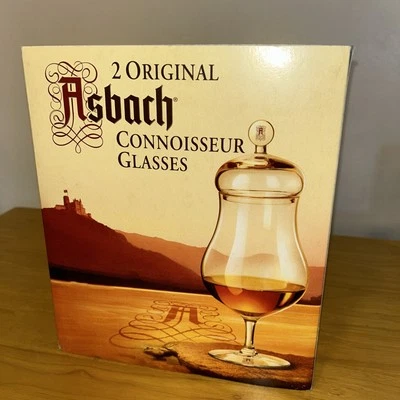 2 ORIGINAL
Asbach®
CONNOISSEUR
GLASSES
A
A